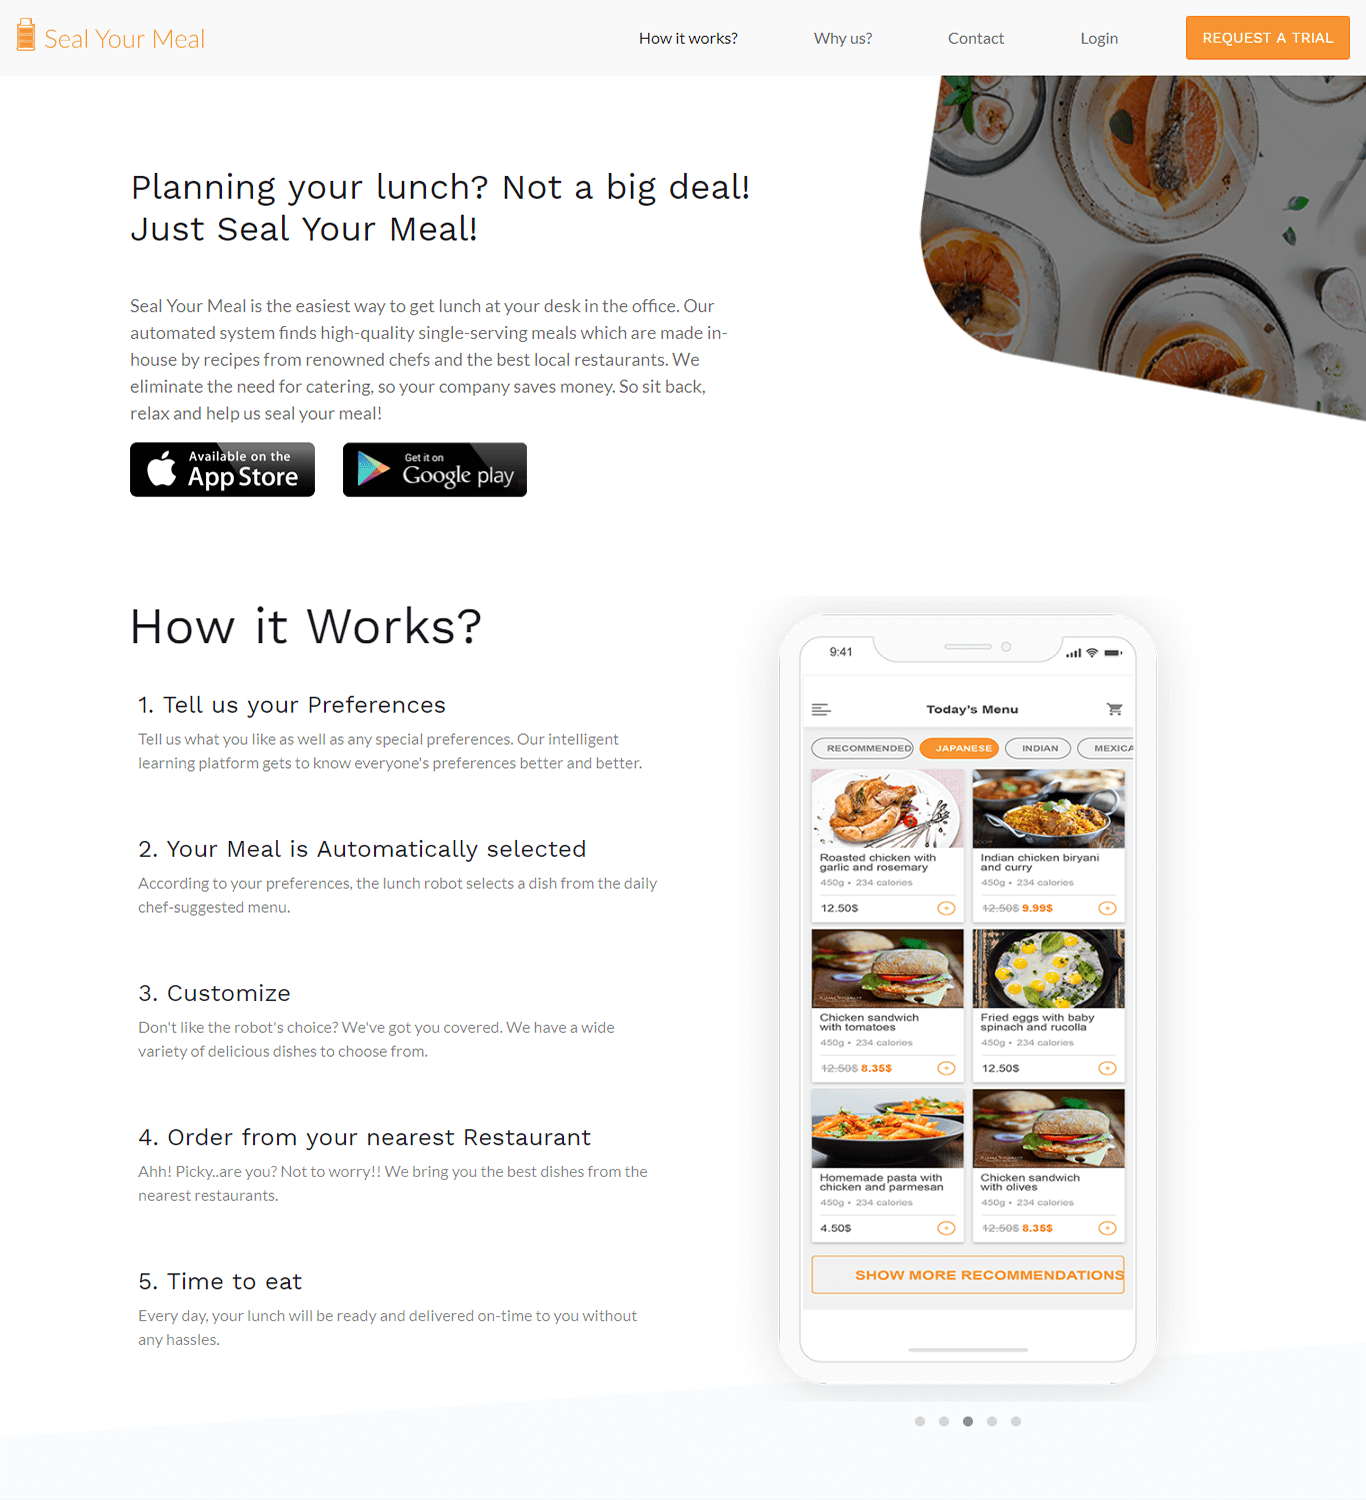 Seal Your Meal
How it works?
Why us?
Contact
Login
REQUEST A TRIAL
Planning your lunch? Not a big deal!
Just Seal Your Meal!
Seal Your Meal is the easiest way to get lunch at your desk in the office. Our
automated system finds high-quality single-serving meals which are made in-
house by recipes from renowned chefs and the best local restaurants. We
eliminate the need for catering, so your company saves money. So sit back,
relax and help us seal your meal!
Available on the
App Store
Get it on
Google play
How it Works?
1. Tell us your Preferences
Tell us what you like as well as any special preferences. Our intelligent
learning platform gets to know everyone's preferences better and better.
2. Your Meal is Automatically selected
According to your preferences, the lunch robot selects a dish from the daily
chef-suggested menu.
3. Customize
Don't like the robot's choice? We've got you covered. We have a wide
variety of delicious dishes to choose from.
4. Order from your nearest Restaurant
Ahh! Picky..are you? Not to worry!! We bring you the best dishes from the
nearest restaurants.
5. Time to eat
Every day, your lunch will be ready and delivered on-time to you without
any hassles.
9:41
Today's Menu
RECOMMENDED
JAPANESE
INDIAN
MEXICA
Roasted chicken with
garlic and rosemary
450g • 234 calories
12.50$
Indian chicken biryani
and curry
450g • 234 calories
12.50$ 9.99$
Chicken sandwich
with tomatoes
450g • 234 calories
12.50$ 8.35$
Fried eggs with baby
spinach and rucolla
450g • 234 calories
12.50$
Homemade pasta with
chicken and parmesan
450g • 234 calories
4.50$
Chicken sandwich
with olives
450g • 234 calories
12.50$ 8.35$
SHOW MORE RECOMMENDATIONS